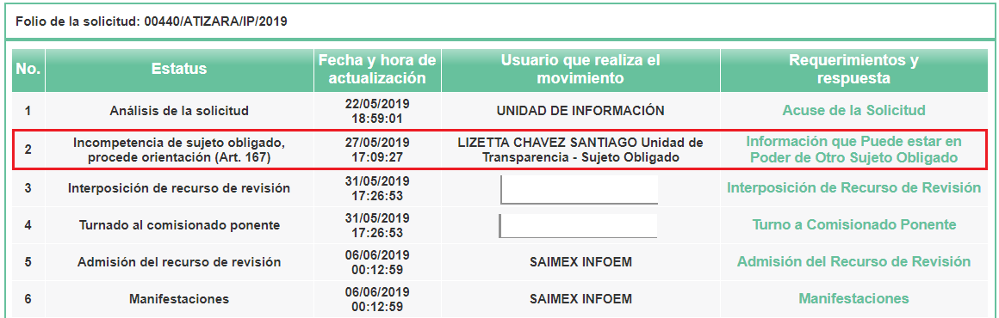 Folio de la solicitud: 00440/ATIZARA/IP/2019
No. Estatus Fecha y hora de actualización Usuario que realiza el movimiento Requerimientos y respuesta
1 Análisis de la solicitud 22/05/2019 18:59:01 UNIDAD DE INFORMACIÓN Acuse de la Solicitud
2 Incompetencia de sujeto obligado, procede orientación (Art. 167) 27/05/2019 17:09:27 LIZETTA CHAVEZ SANTIAGO Unidad de Transparencia - Sujeto Obligado Información que Puede estar en Poder de Otro Sujeto Obligado
3 Interposición de recurso de revisión 31/05/2019 17:26:53 Interposición de Recurso de Revisión
4 Turnado al comisionado ponente 31/05/2019 17:26:53 Turno a Comisionado Ponente
5 Admisión del recurso de revisión 06/06/2019 00:12:59 SAIMEX INFOEM Admisión del Recurso de Revisión
6 Manifestaciones 06/06/2019 00:12:59 SAIMEX INFOEM Manifestaciones